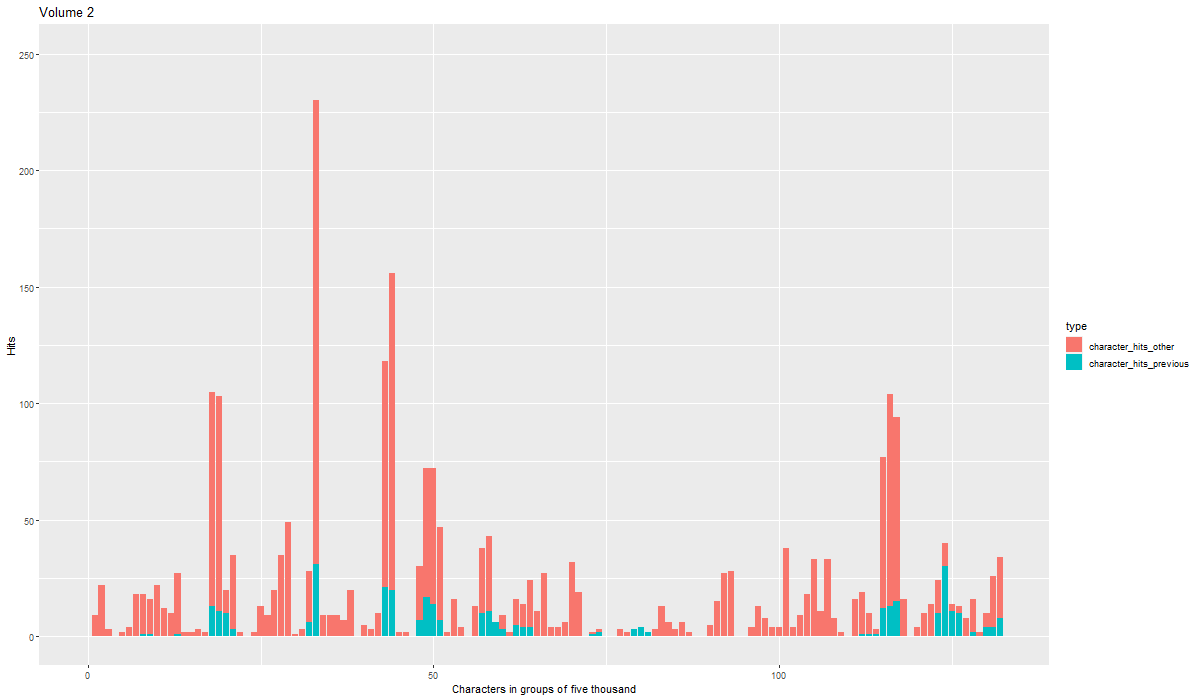 Volume 2
250
200
150
100
50
0
Hits
0 50 100
Characters in groups of five thousand
type
character_hits_other
character_hits_previous